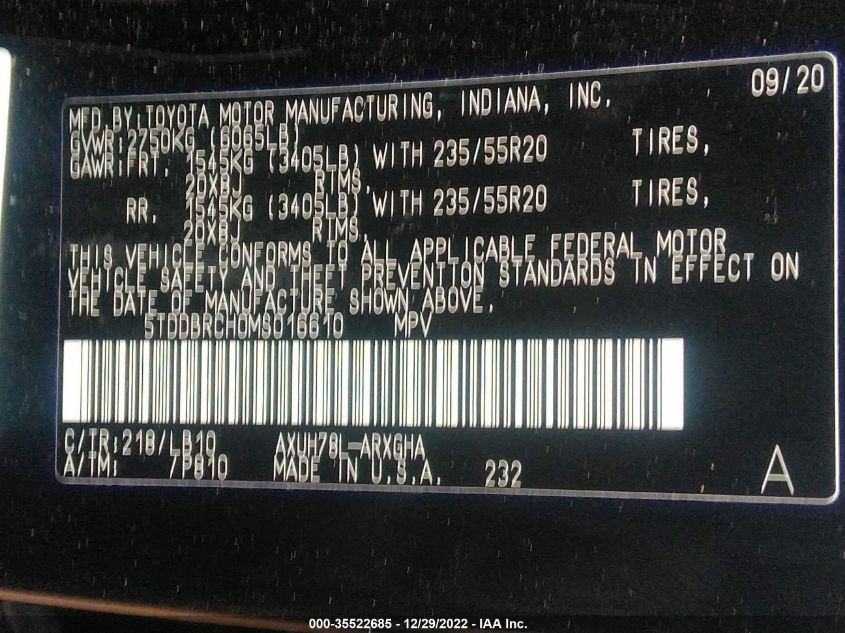 09/20
MFD.BY:TOYOTA MOTOR MANUFACTURING, INDIANA, INC.
GVWR:2750KG (6065LB)
GAWR:FRT. 1545KG (3405LB) WITH 235/55R20 TIRES,
20X8J RIMS,
RR. 1545KG (3405LB) WITH 235/55R20 TIRES,
20X8J RIMS,
THIS VEHICLE CONFORMS TO ALL APPLICABLE FEDERAL MOTOR
VEHICLE SAFETY AND THEFT PREVENTION STANDARDS IN EFFECT ON
THE DATE OF MANUFACTURE SHOWN ABOVE.
5TDDBRCH0MS016610 MPV
C/TR:218/LB10 AXUH78L-ARXGHA
A/TM: /P810 MADE IN U.S.A. 232 A
000-35522685 - 12/29/2022 - IAA Inc.